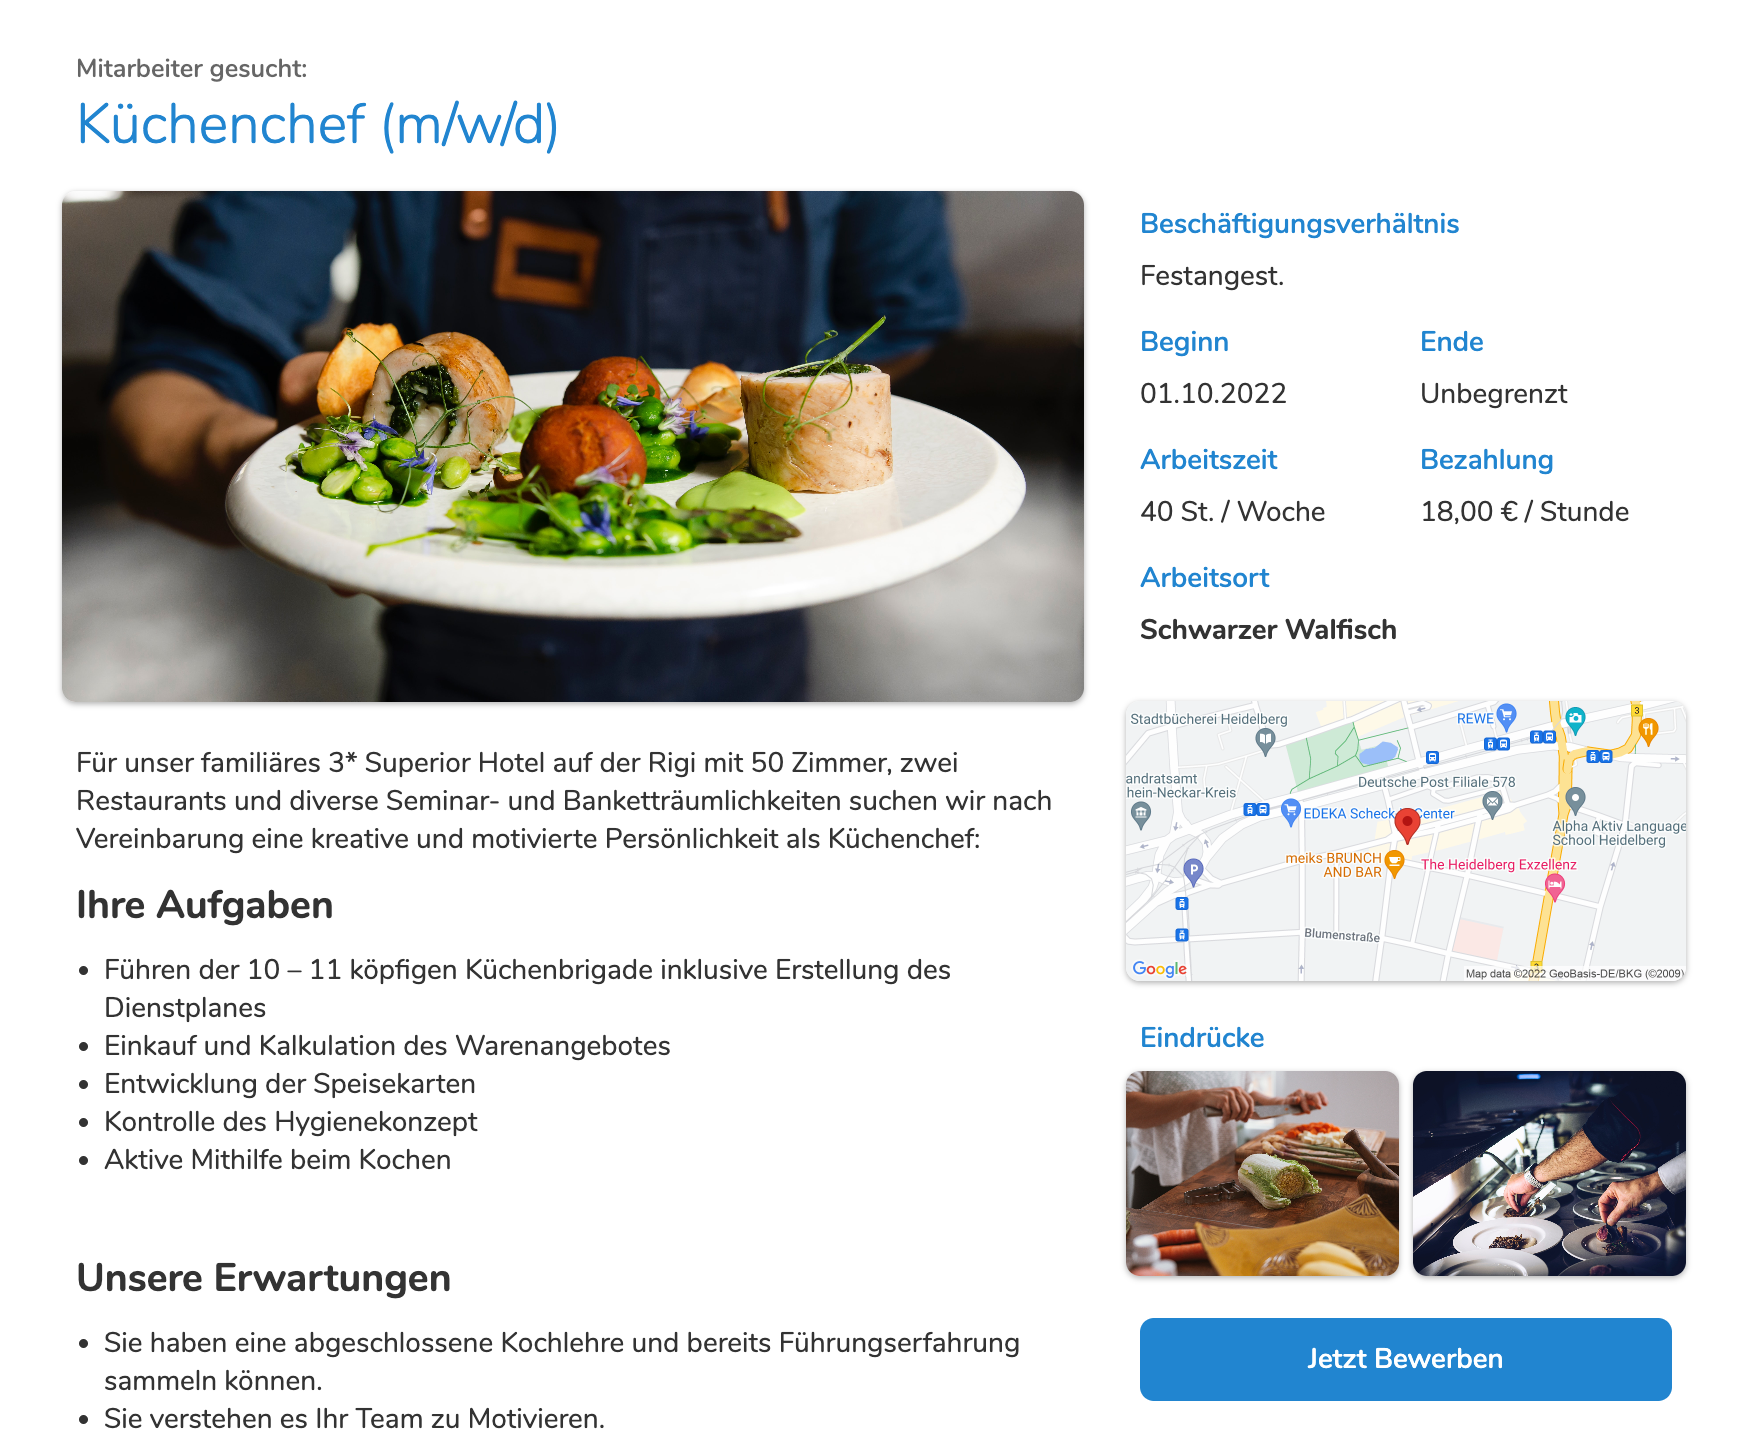 Mitarbeiter gesucht:
Küchenchef (m/w/d)
Für unser familiäres 3* Superior Hotel auf der Rigi mit 50 Zimmer, zwei
Restaurants und diverse Seminar- und Banketträumlichkeiten suchen wir nach
Vereinbarung eine kreative und motivierte Persönlichkeit als Küchenchef:
Ihre Aufgaben
• Führen der 10 – 11 köpfigen Küchenbrigade inklusive Erstellung des
Dienstplanes
• Einkauf und Kalkulation des Warenangebotes
• Entwicklung der Speisekarten
• Kontrolle des Hygienekonzept
• Aktive Mithilfe beim Kochen
Unsere Erwartungen
• Sie haben eine abgeschlossene Kochlehre und bereits Führungserfahrung
sammeln können.
• Sie verstehen es Ihr Team zu Motivieren.
Beschäftigungsverhältnis
Festangest.
Beginn
01.10.2022
Ende
Unbegrenzt
Arbeitszeit
40 St. / Woche
Bezahlung
18,00 € / Stunde
Arbeitsort
Schwarzer Walfisch
Stadtbücherei Heidelberg
REWE
3
andratsamt
hein-Neckar-Kreis
Deutsche Post Filiale 578
EDEKA Scheck Center
Alpha Aktiv Language
School Heidelberg
meiks BRUNCH
AND BAR
The Heidelberg Exzellenz
P
Blumenstraße
Google
Map data ©2022 GeoBasis-DE/BKG (©2009)
Eindrücke
Jetzt Bewerben